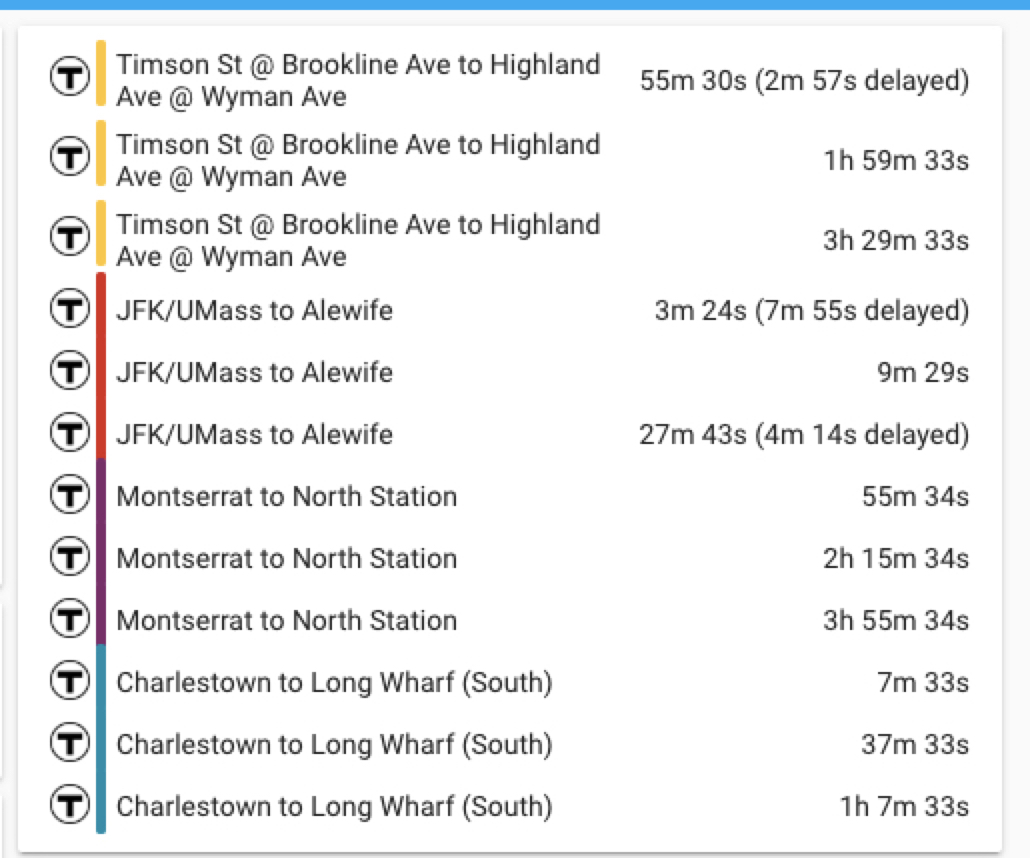 T Timson St @ Brookline Ave to Highland
Ave @ Wyman Ave 55m 30s (2m 57s delayed)
T Timson St @ Brookline Ave to Highland
Ave @ Wyman Ave 1h 59m 33s
T Timson St @ Brookline Ave to Highland
Ave @ Wyman Ave 3h 29m 33s
T JFK/UMass to Alewife 3m 24s (7m 55s delayed)
T JFK/UMass to Alewife 9m 29s
T JFK/UMass to Alewife 27m 43s (4m 14s delayed)
T Montserrat to North Station 55m 34s
T Montserrat to North Station 2h 15m 34s
T Montserrat to North Station 3h 55m 34s
T Charlestown to Long Wharf (South) 7m 33s
T Charlestown to Long Wharf (South) 37m 33s
T Charlestown to Long Wharf (South) 1h 7m 33s